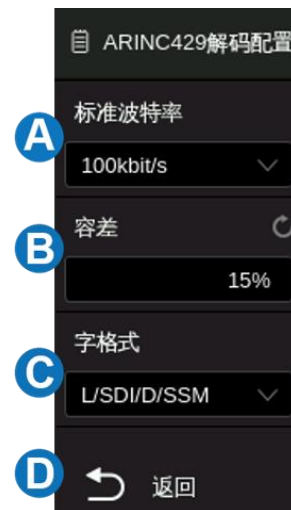 ARINC429解码配置
A
标准波特率
100kbit/s
B
容差
15%
C
字格式
L/SDI/D/SSM
D
返回